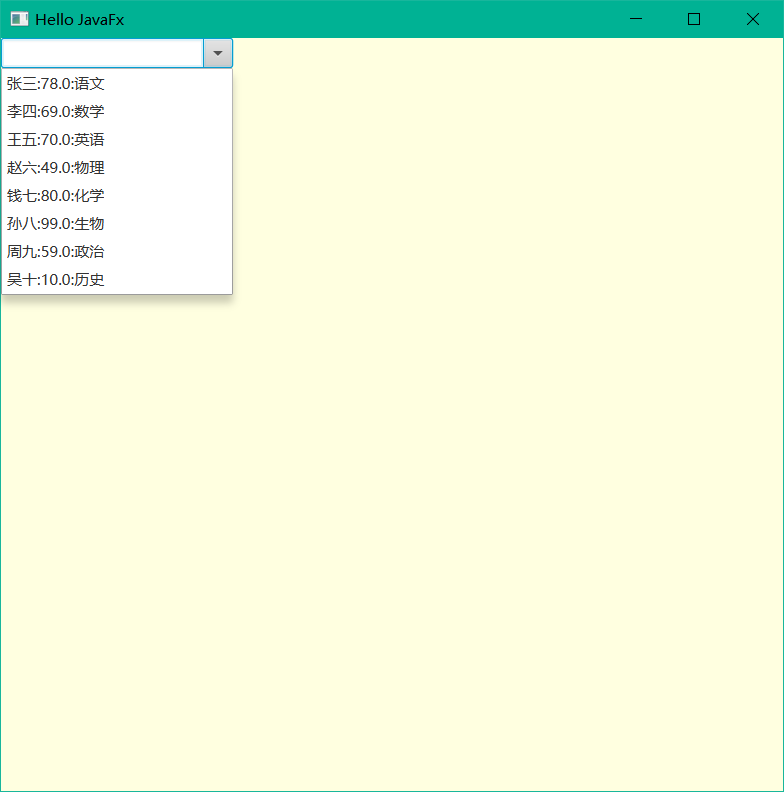 Hello JavaFx
张三:78.0:语文
李四:69.0:数学
王五:70.0:英语
赵六:49.0:物理
钱七:80.0:化学
孙八:99.0:生物
周九:59.0:政治
吴十:10.0:历史